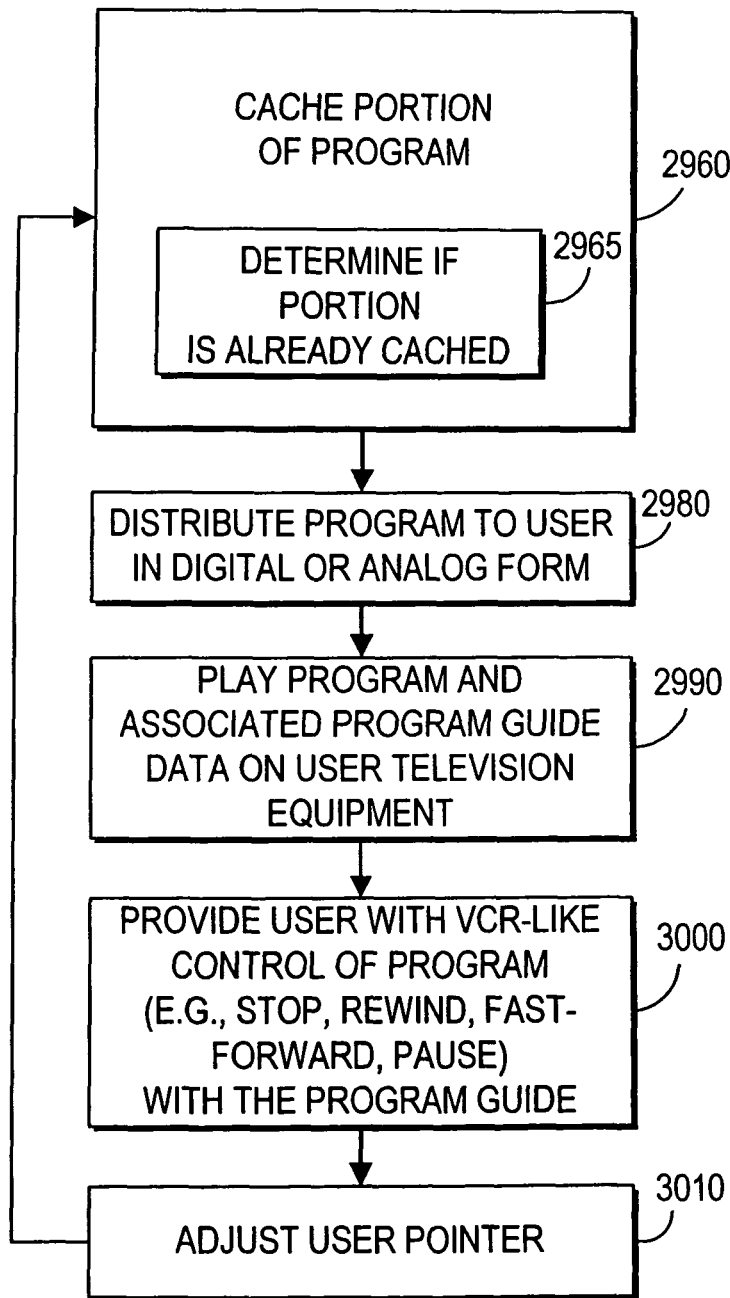 CACHE PORTION
OF PROGRAM
2960
2965
DETERMINE IF
PORTION
IS ALREADY CACHED
2980
DISTRIBUTE PROGRAM TO USER
IN DIGITAL OR ANALOG FORM
2990
PLAY PROGRAM AND
ASSOCIATED PROGRAM GUIDE
DATA ON USER TELEVISION
EQUIPMENT
3000
PROVIDE USER WITH VCR-LIKE
CONTROL OF PROGRAM
(E.G., STOP, REWIND, FAST-
FORWARD, PAUSE)
WITH THE PROGRAM GUIDE
3010
ADJUST USER POINTER